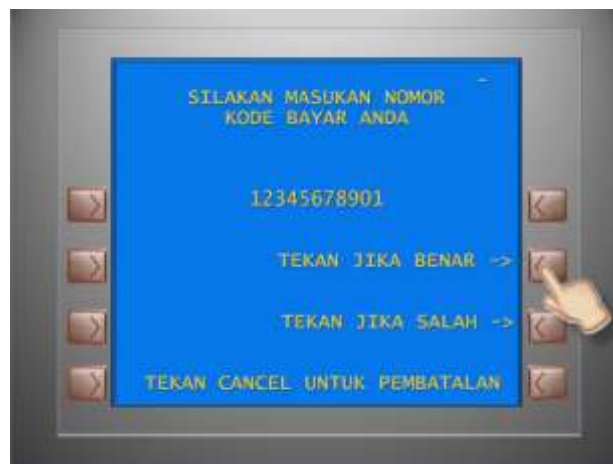 SILAKAN MASUKAN NOMOR
KODE BAYAR ANDA
12345678901
TEKAN JIKA BENAR ->
TEKAN JIKA SALAH ->
TEKAN CANCEL UNTUK PEMBATALAN